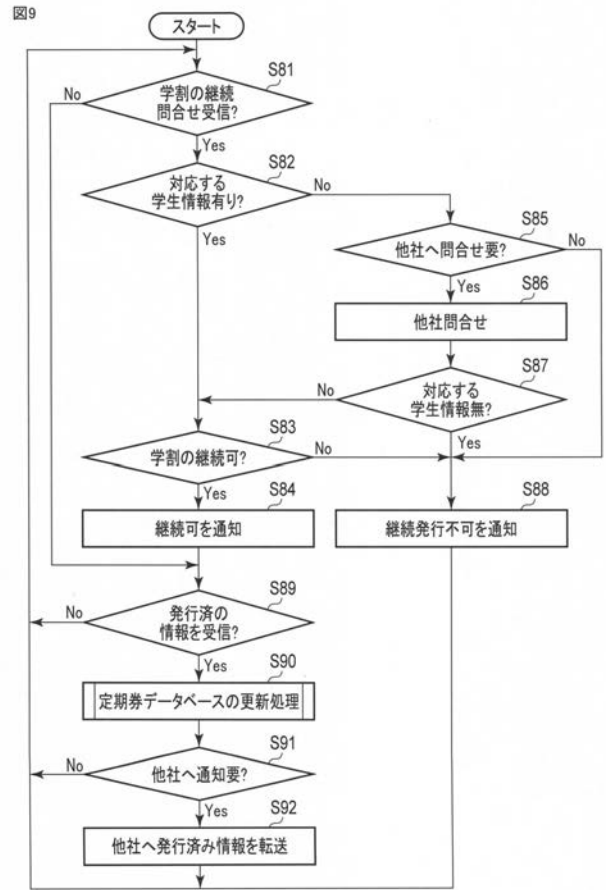 図9
スタート
S81
学割の継続
問合せ受信?
No
Yes
S82
対応する
学生情報有り?
No
Yes
S85
他社へ問合せ要?
No
Yes
S86
他社問合せ
S87
対応する
学生情報無?
No
Yes
S83
学割の継続可?
No
Yes
S84
継続可を通知
S88
継続発行不可を通知
S89
発行済の
情報を受信?
No
Yes
S90
定期券データベースの更新処理
S91
他社へ通知要?
No
Yes
S92
他社へ発行済み情報を転送